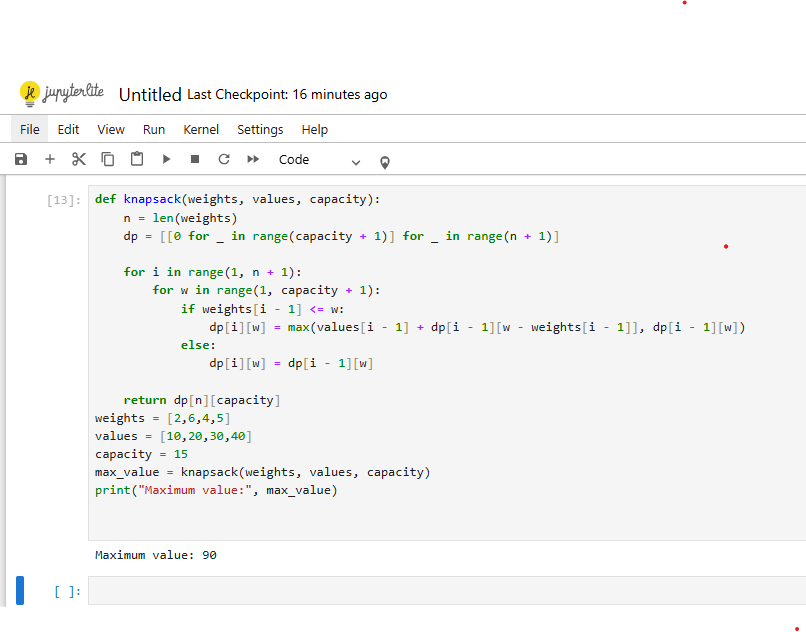 jupyterlite Untitled Last Checkpoint: 16 minutes ago
File Edit View Run Kernel Settings Help
Code
[13]: def knapsack(weights, values, capacity):
    n = len(weights)
    dp = [[0 for _ in range(capacity + 1)] for _ in range(n + 1)]
    for i in range(1, n + 1):
        for w in range(1, capacity + 1):
            if weights[i - 1] <= w:
                dp[i][w] = max(values[i - 1] + dp[i - 1][w - weights[i - 1]], dp[i - 1][w])
            else:
                dp[i][w] = dp[i - 1][w]
    return dp[n][capacity]
weights = [2,6,4,5]
values = [10,20,30,40]
capacity = 15
max_value = knapsack(weights, values, capacity)
print("Maximum value:", max_value)
Maximum value: 90
[ ]: